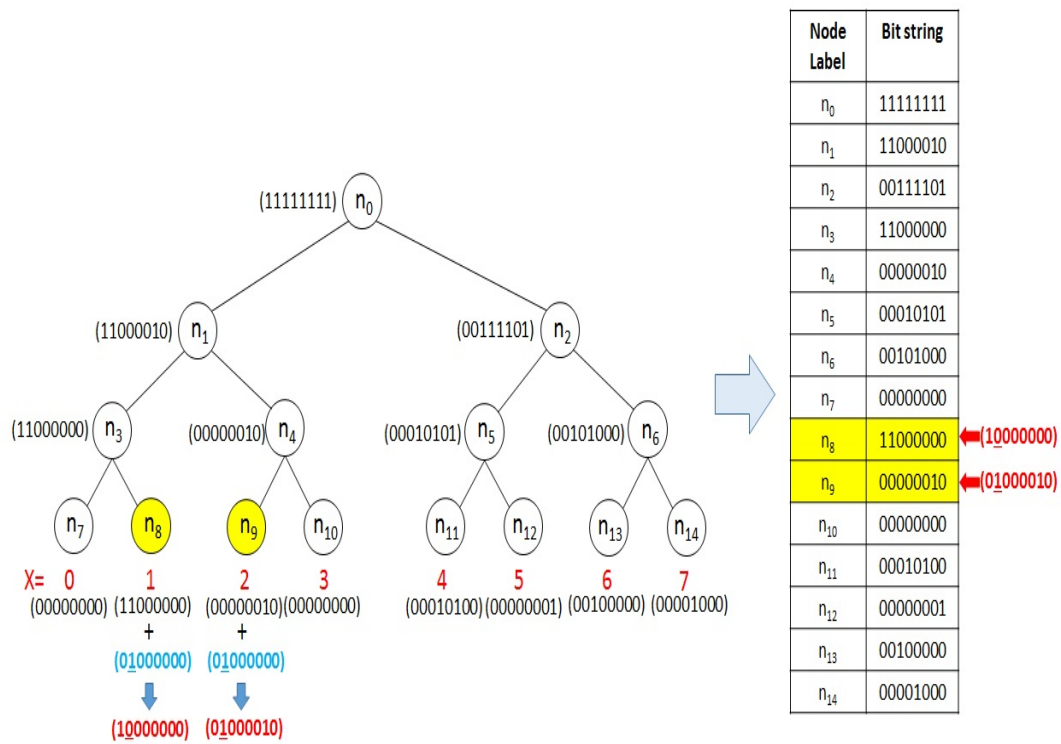 (11111111) n0
(11000010) n1 (00111101) n2
(11000000) n3 (00000010) n4 (00010101) n5 (00101000) n6
n7 n8 n9 n10 n11 n12 n13 n14
X= 0 1 2 3 4 5 6 7
(00000000) (11000000) (00000010) (00000000) (00010100) (00000001) (00100000) (00001000)
+ +
(01000000) (01000000)
(10000000) (01000010)
Node Label Bit string
n0 11111111
n1 11000010
n2 00111101
n3 11000000
n4 00000010
n5 00010101
n6 00101000
n7 00000000
n8 11000000 (10000000)
n9 00000010 (01000010)
n10 00000000
n11 00010100
n12 00000001
n13 00100000
n14 00001000